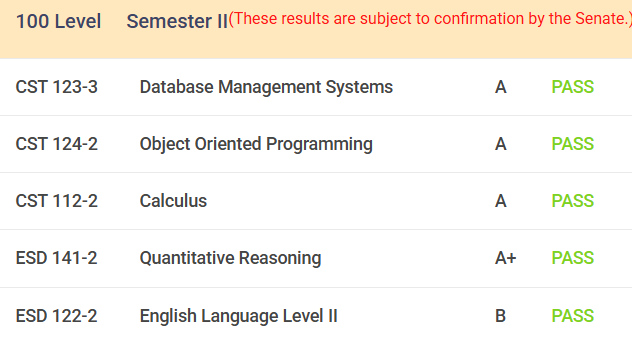 100 Level Semester II(These results are subject to confirmation by the Senate.)
CST 123-3 Database Management Systems A PASS
CST 124-2 Object Oriented Programming A PASS
CST 112-2 Calculus A PASS
ESD 141-2 Quantitative Reasoning A+ PASS
ESD 122-2 English Language Level II B PASS